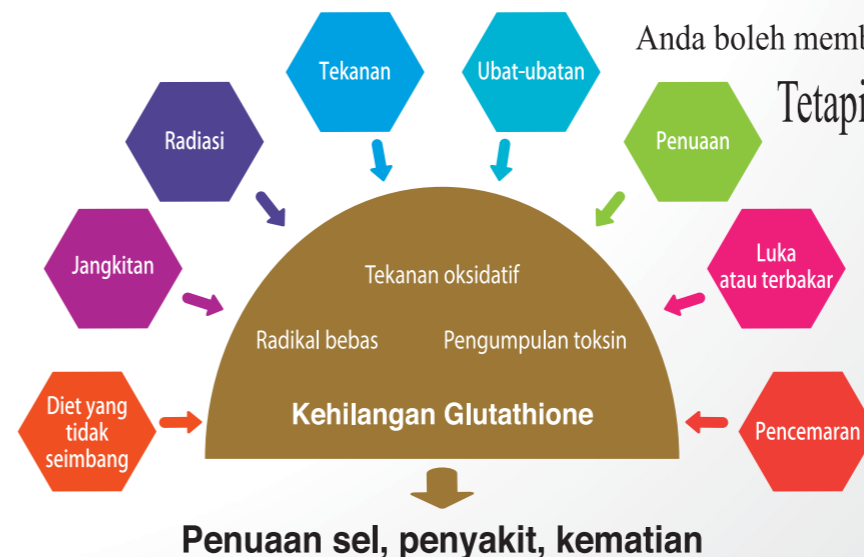 Anda boleh memb
Tetapi
Tekanan
Ubat-ubatan
Radiasi
Penuaan
Jangkitan
Luka
atau terbakar
Diet yang
tidak
seimbang
Pencemaran
Tekanan oksidatif
Radikal bebas
Pengumpulan toksin
Kehilangan Glutathione
Penuaan sel, penyakit, kematian